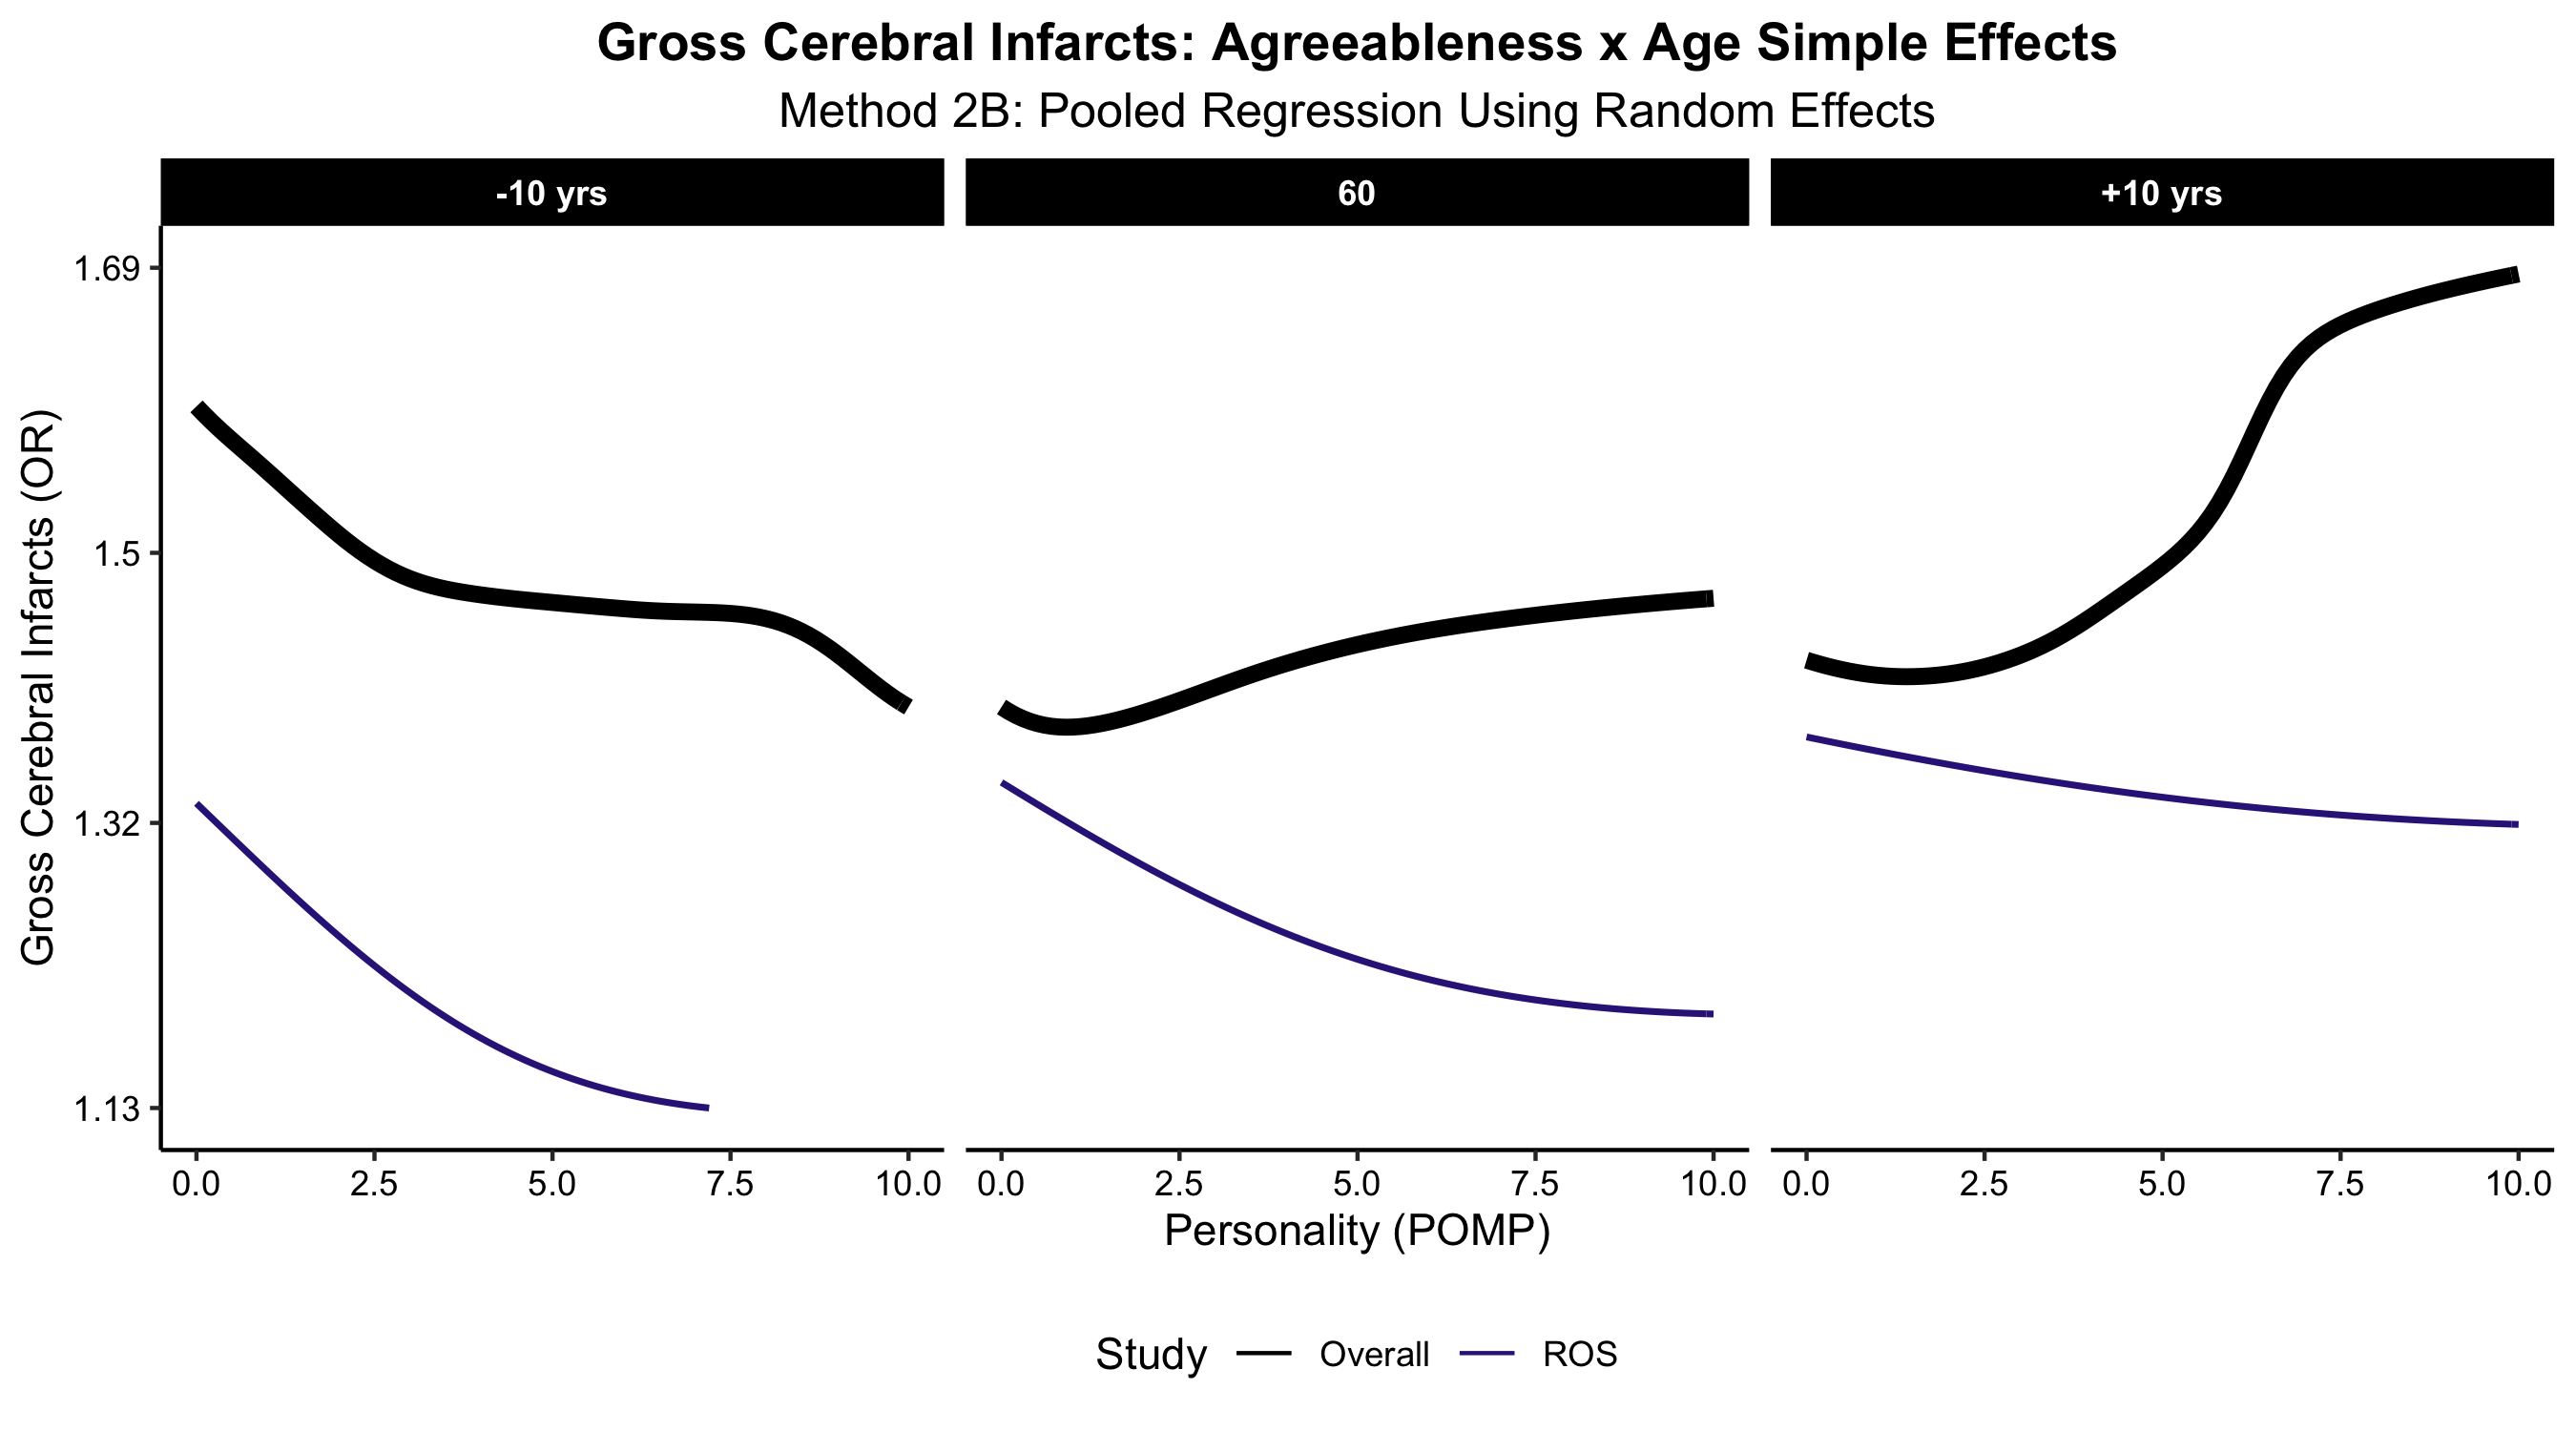 Gross Cerebral Infarcts: Agreeableness x Age Simple Effects
Method 2B: Pooled Regression Using Random Effects
-10 yrs 60 +10 yrs
Gross Cerebral Infarcts (OR)
1.69
1.5
1.32
1.13
0.0 2.5 5.0 7.5 10.0 0.0 2.5 5.0 7.5 10.0 0.0 2.5 5.0 7.5 10.0
Personality (POMP)
Study Overall ROS